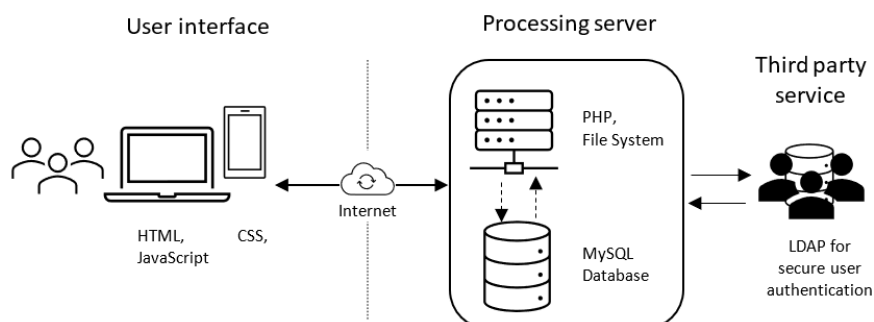 User interface
Processing server
Third party
service
PHP,
File System
Internet
HTML, CSS,
JavaScript
MySQL
Database
LDAP for
secure user
authentication